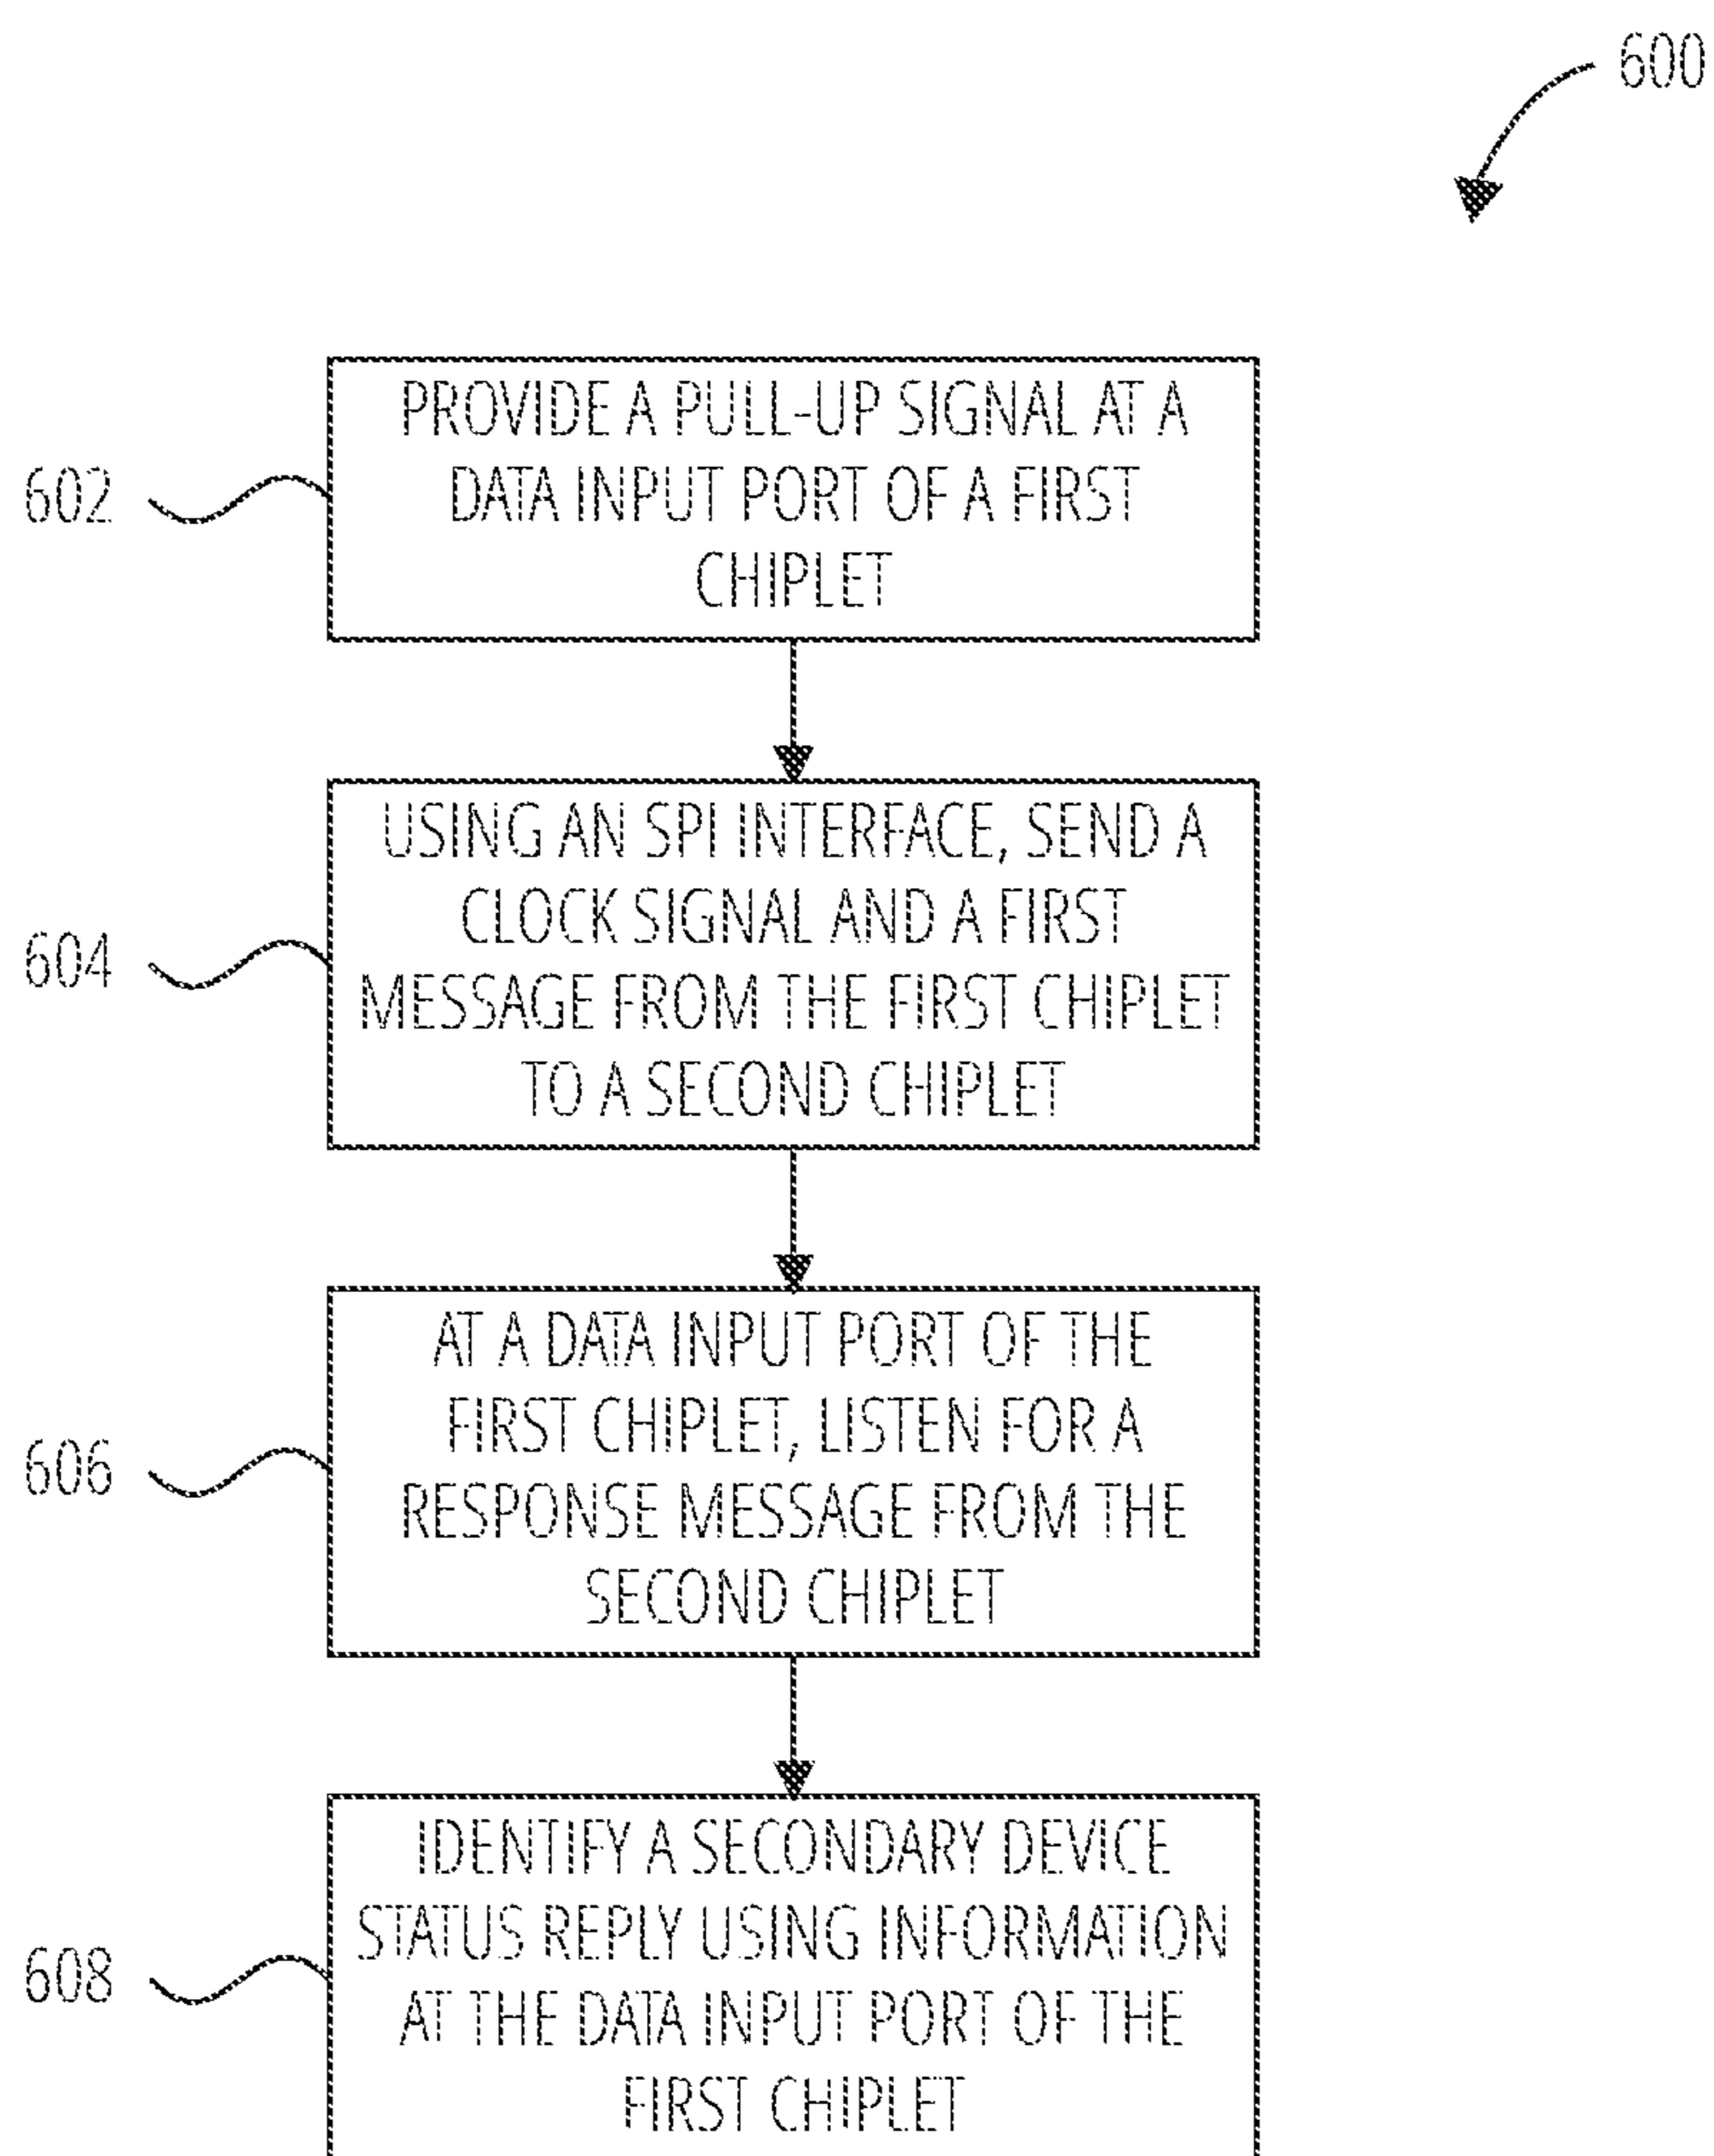 600
602
PROVIDE A PULL-UP SIGNAL AT A
DATA INPUT PORT OF A FIRST
CHIPLET
604
USING AN SPI INTERFACE, SEND A
CLOCK SIGNAL AND A FIRST
MESSAGE FROM THE FIRST CHIPLET
TO A SECOND CHIPLET
606
AT A DATA INPUT PORT OF THE
FIRST CHIPLET, LISTEN FOR A
RESPONSE MESSAGE FROM THE
SECOND CHIPLET
608
IDENTIFY A SECONDARY DEVICE
STATUS REPLY USING INFORMATION
AT THE DATA INPUT PORT OF THE
FIRST CHIPLET